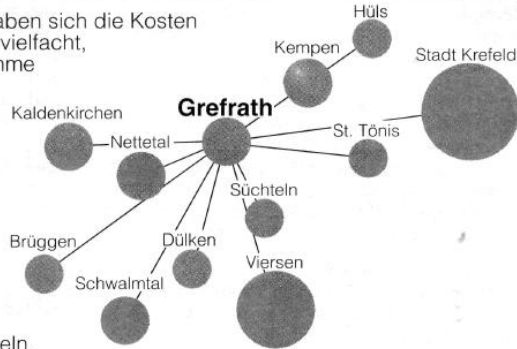 aben sich die Kosten
vielfacht,
hme
Hüls
Kempen
Stadt Krefeld
Grefrath
Kaldenkirchen
Nettetal
St. Tönis
Süchteln
Brüggen
Dülken
Schwalmtal
Viersen
eln